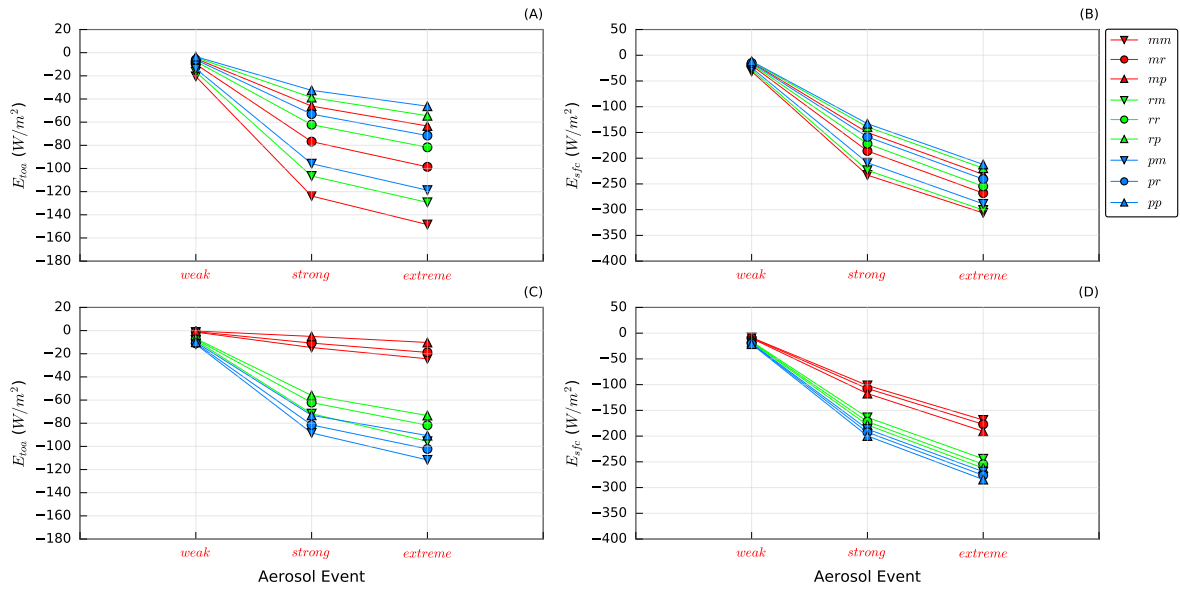 (A)
20
0
−20
−40
−60
−80
−100
−120
−140
−160
−180
E_toa (W/m²)
weak strong extreme
(B)
50
0
−50
−100
−150
−200
−250
−300
−350
−400
E_sfc (W/m²)
weak strong extreme
mm
mr
mp
rm
rr
rp
pm
pr
pp
(C)
20
0
−20
−40
−60
−80
−100
−120
−140
−160
−180
E_toa (W/m²)
weak strong extreme
Aerosol Event
(D)
50
0
−50
−100
−150
−200
−250
−300
−350
−400
E_sfc (W/m²)
weak strong extreme
Aerosol Event